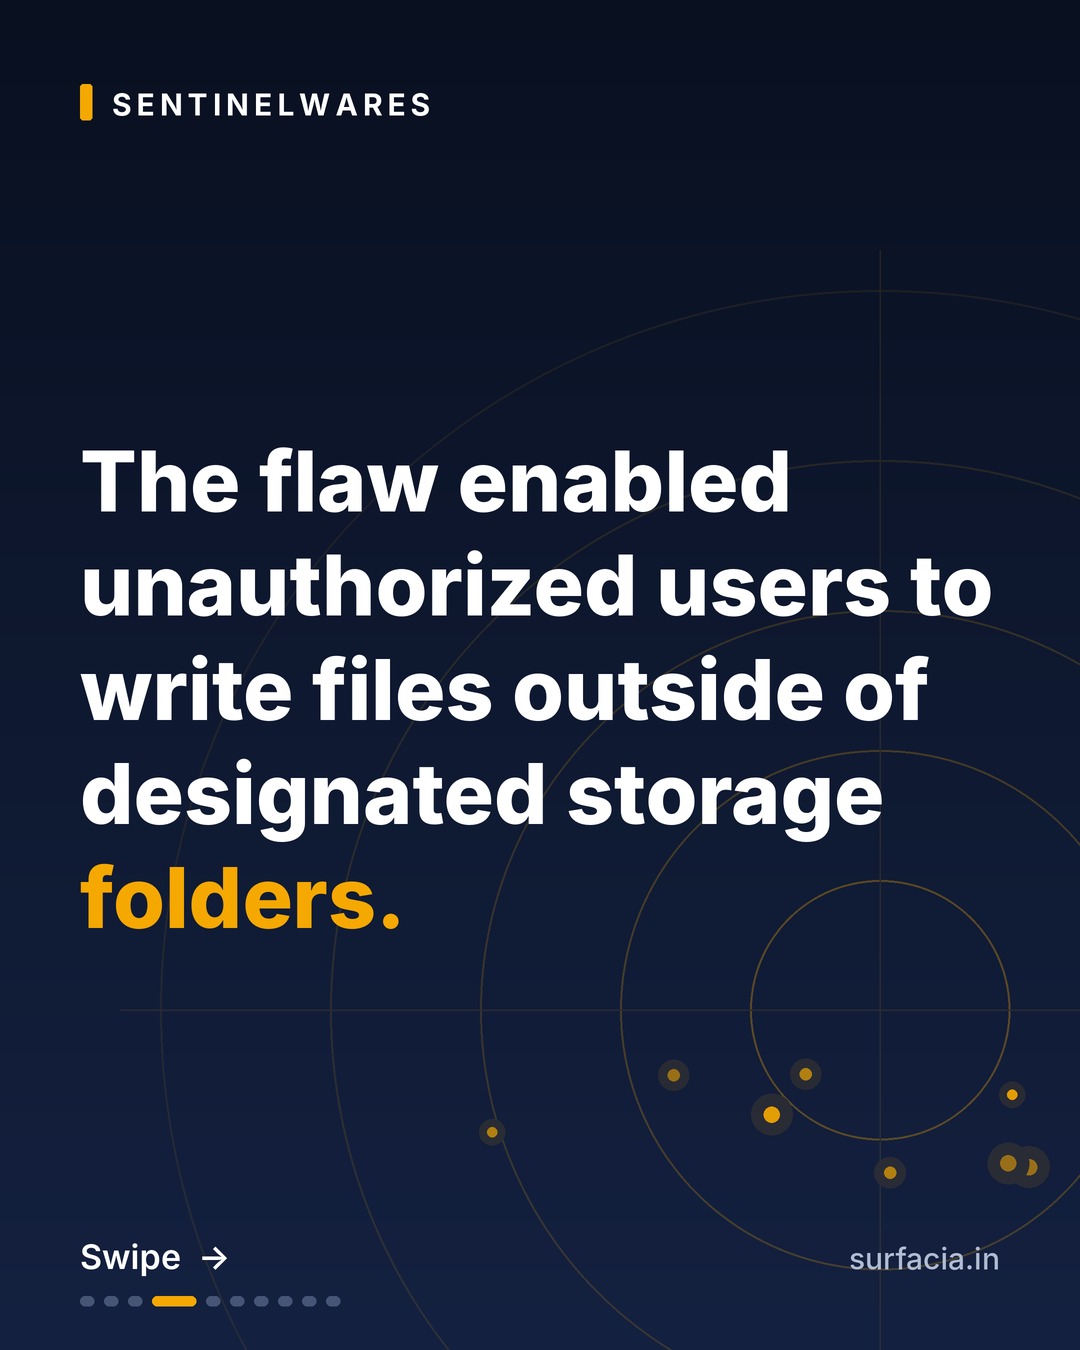 SENTINELWARES
The flaw enabled
unauthorized users to
write files outside of
designated storage
folders.
Swipe →
surfacia.in